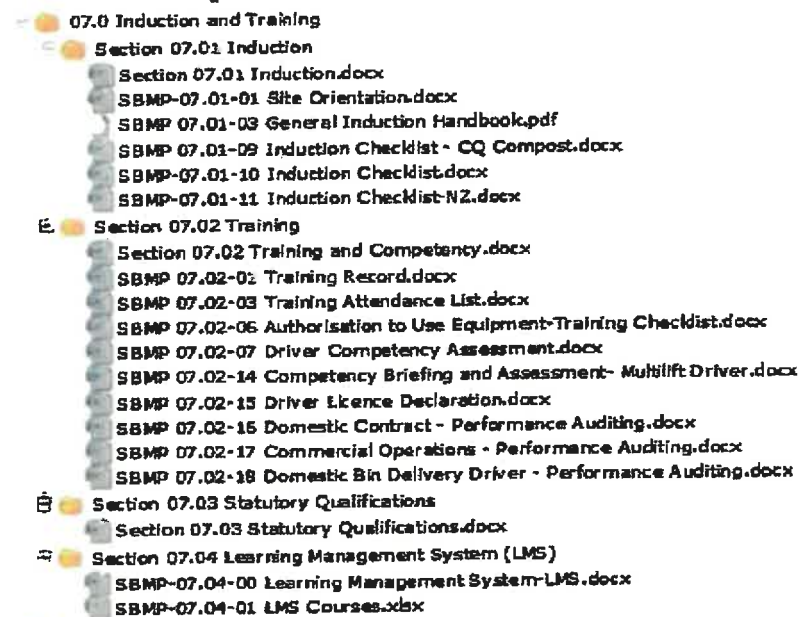 07.0 Induction and Training
Section 07.01 Induction
Section 07.01 Induction.docx
SBMP-07.01-01 Site Orientation.docx
SBMP 07.01-03 General Induction Handbook.pdf
SBMP 07.01-09 Induction Checklist - CQ Compost.docx
SBMP-07.01-10 Induction Checklist.docx
SBMP-07.01-11 Induction Checklist-NZ.docx
Section 07.02 Training
Section 07.02 Training and Competency.docx
SBMP 07.02-02 Training Record.docx
SBMP 07.02-03 Training Attendance List.docx
SBMP 07.02-06 Authorisation to Use Equipment-Training Checklist.docx
SBMP 07.02-07 Driver Competency Assessment.docx
SBMP 07.02-14 Competency Briefing and Assessment- Multilift Driver.docx
SBMP 07.02-15 Driver Licence Declaration.docx
SBMP 07.02-16 Domestic Contract - Performance Auditing.docx
SBMP 07.02-17 Commercial Operations - Performance Auditing.docx
SBMP 07.02-18 Domestic Bin Delivery Driver - Performance Auditing.docx
Section 07.03 Statutory Qualifications
Section 07.03 Statutory Qualifications.docx
Section 07.04 Learning Management System (LMS)
SBMP-07.04-00 Learning Management System-LMS.docx
SBMP-07.04-01 LMS Courses.xlsx